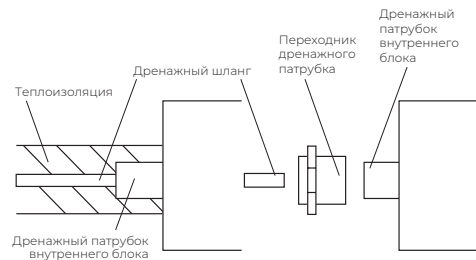 Дренажный
патрубок
внутреннего
блока
Переходник
дренажного
патрубка
Дренажный шланг
Теплоизоляция
Дренажный патрубок
внутреннего блока